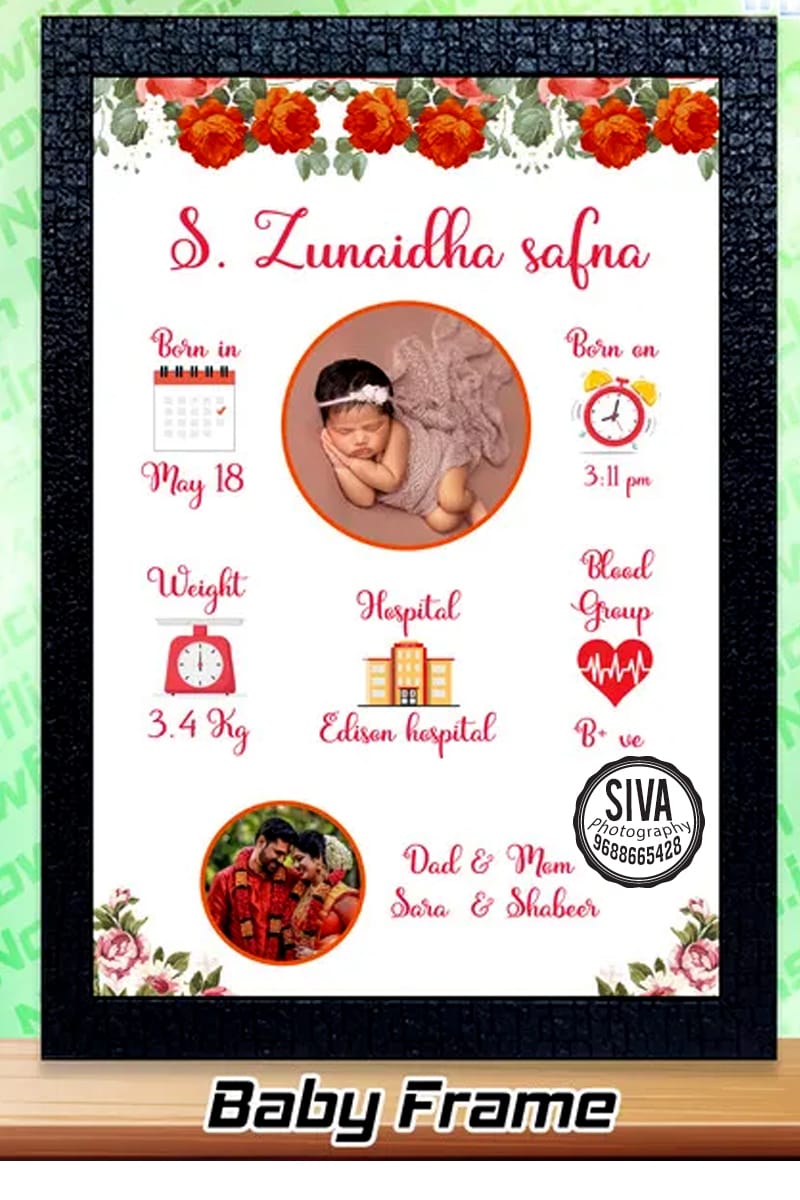 S. Zunaidha safna
Born in
May 18
Born on
3:11 pm
Weight
3.4 Kg
Hospital
Edison hospital
Blood
Group
B+ ve
SIVA
Photography
9688665428
Dad & Mom
Sara & Shabeer
Baby Frame